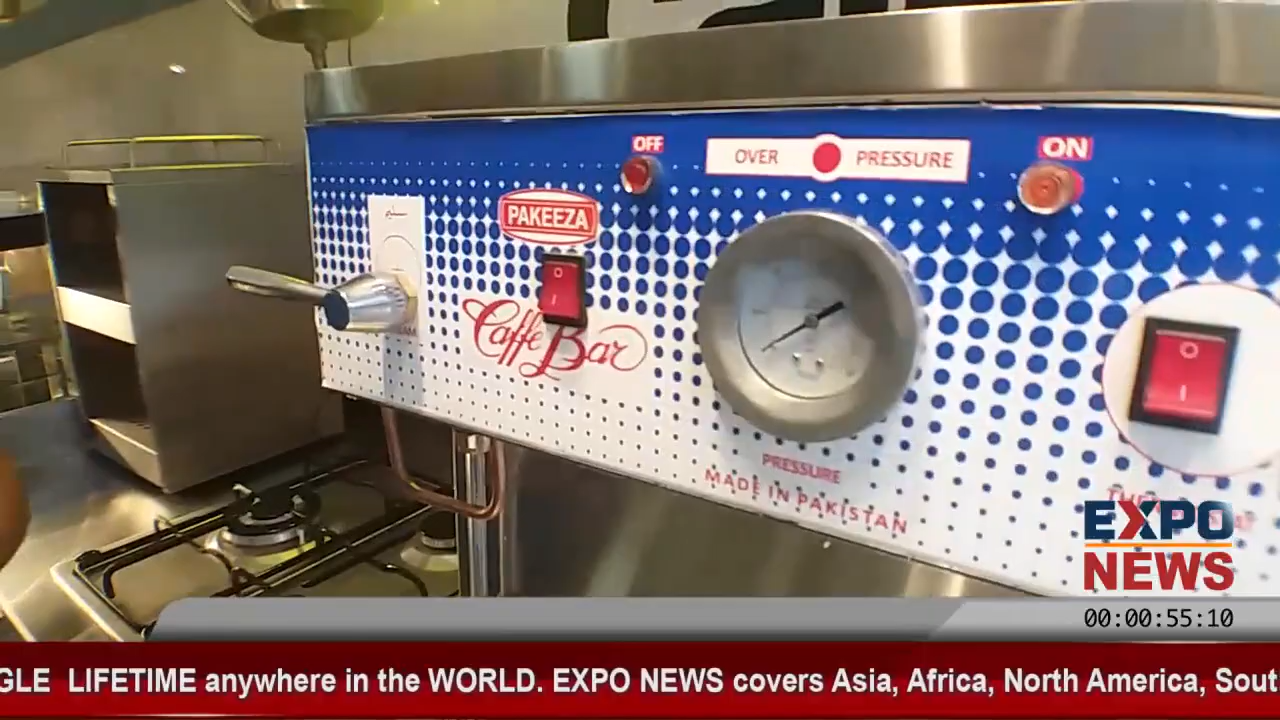 OFF
OVER PRESSURE
ON
PAKEEZA
O
I
Caffe Bar
O
I
PRESSURE
MADE IN PAKISTAN
EXPO
NEWS
00:00:55:10
GLE LIFETIME anywhere in the WORLD. EXPO NEWS covers Asia, Africa, North America, Sout